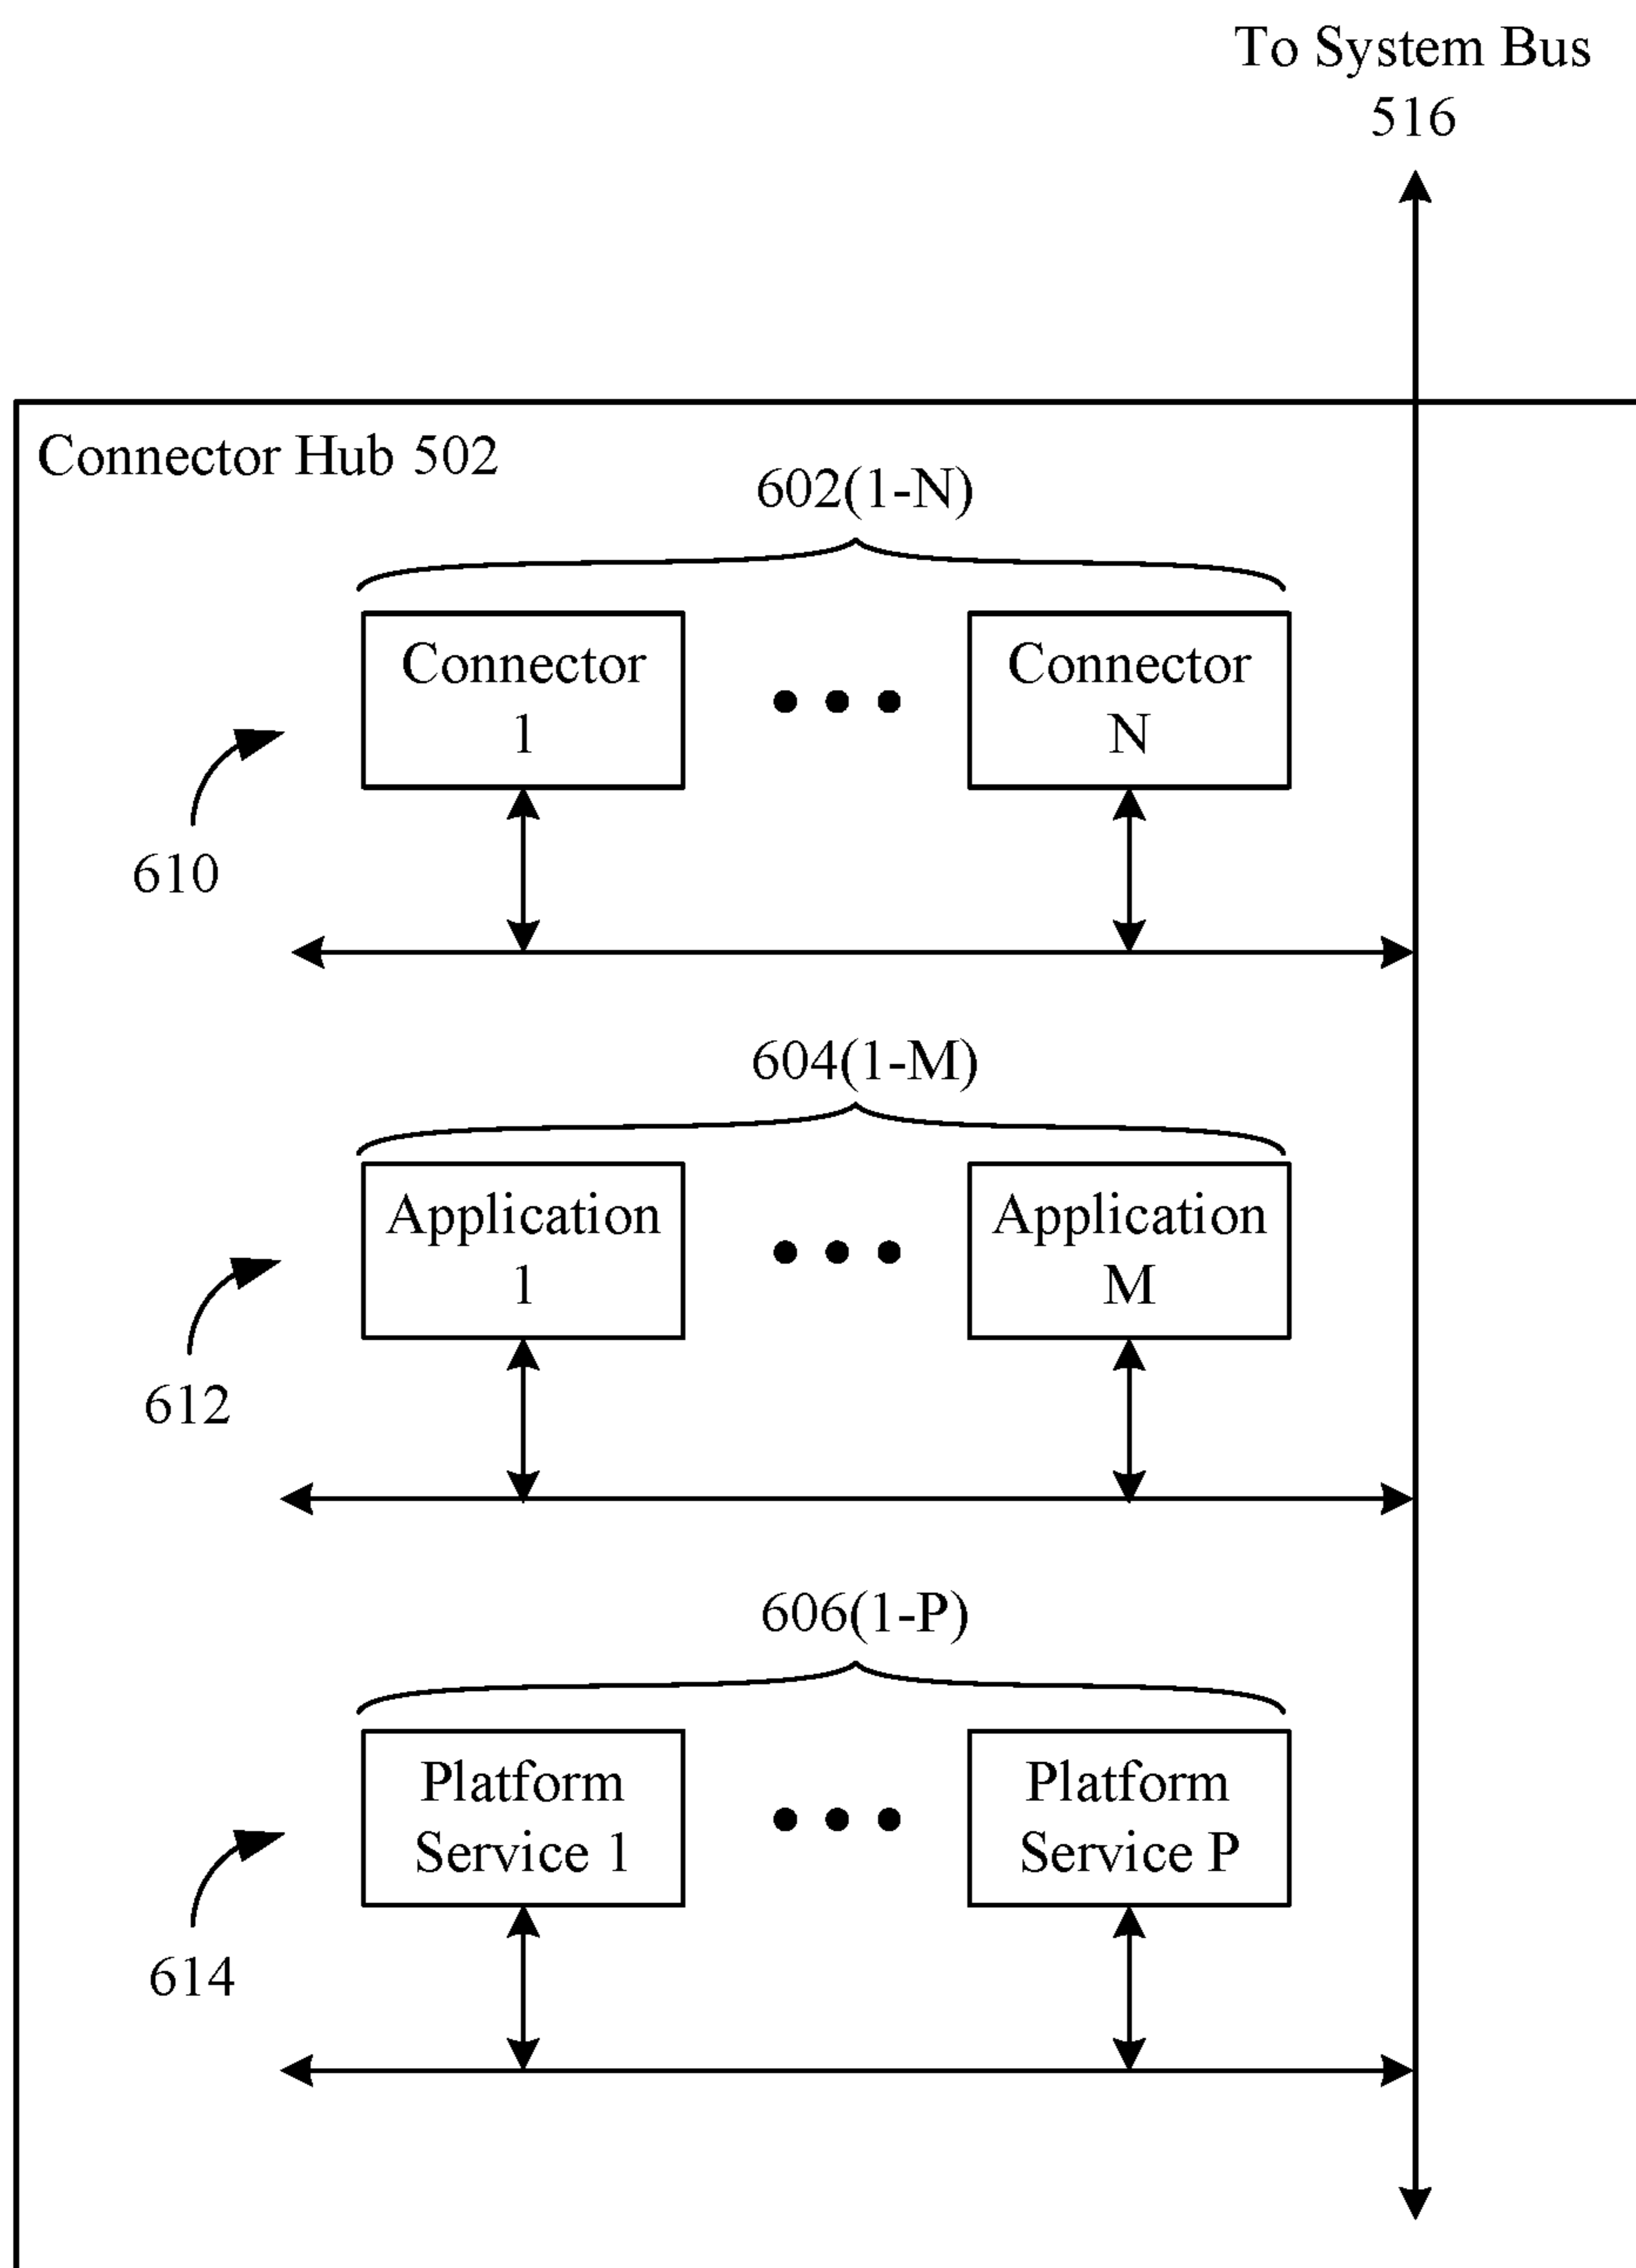 To System Bus
516
Connector Hub 502
602(1-N)
Connector
1
Connector
N
610
604(1-M)
Application
1
Application
M
612
606(1-P)
Platform
Service 1
Platform
Service P
614